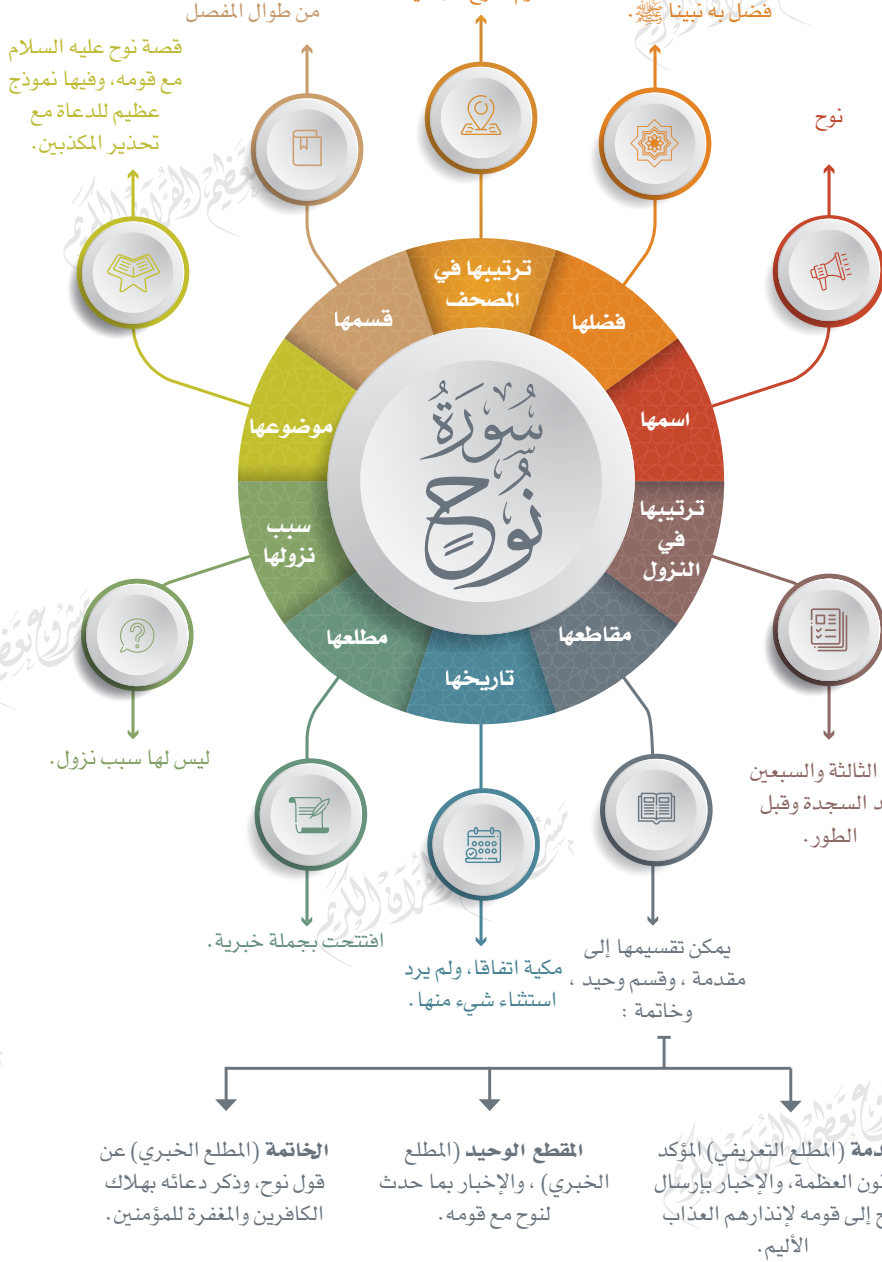 من طوال المفصل
فضل به نبينا ﷺ.
قصة نوح عليه السلام
مع قومه، وفيها نموذج
عظيم للدعاة مع
تحذير المكذبين.
نوح
ترتيبها في
المصحف
فضلها
قسمها
اسمها
موضوعها
ترتيبها
في
النزول
سبب
نزولها
مقاطعها
مطلعها
تاريخها
سُورَةُ
نُوحٍ
الثالثة والسبعين
السجدة وقبل
الطور.
ليس لها سبب نزول.
افتتحت بجملة خبرية.
مكية اتفاقا، ولم يرد
استثناء شيء منها.
يمكن تقسيمها إلى
مقدمة ، وقسم وحيد ،
وخاتمة :
(المطلع التعريفي) المؤكد
العظمة، والإخبار بإرسال
إلى قومه لإنذارهم العذاب
الأليم.
المقطع الوحيد (المطلع
الخبري) ، والإخبار بما حدث
لنوح مع قومه.
الخاتمة (المطلع الخبري) عن
قول نوح، وذكر دعائه بهلاك
الكافرين والمغفرة للمؤمنين.